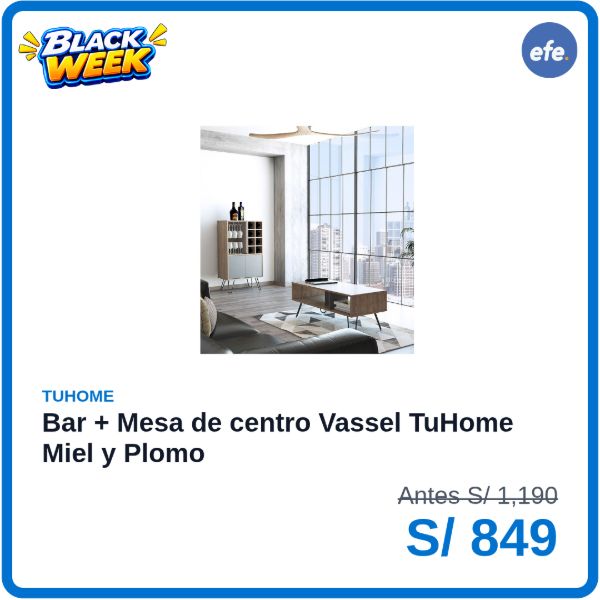 BLACK
WEEK
efe.
TUHOME
Bar + Mesa de centro Vassel TuHome
Miel y Plomo
Antes S/ 1,190
S/ 849